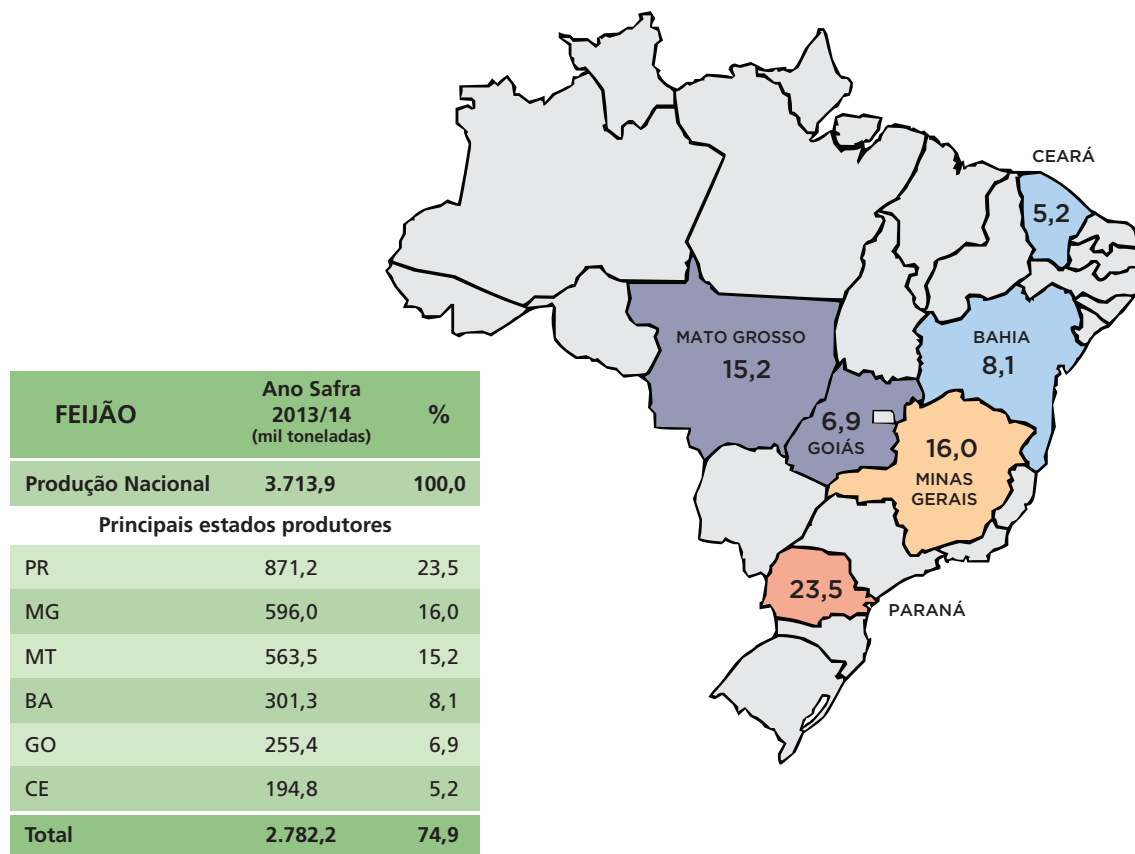 CEARÁ
5,2
MATO GROSSO
15,2
BAHIA
8,1
6,9
GOIÁS
16,0
MINAS
GERAIS
23,5
PARANÁ
FEIJÃO Ano Safra 2013/14 (mil toneladas) %
Produção Nacional 3.713,9 100,0
Principais estados produtores
PR 871,2 23,5
MG 596,0 16,0
MT 563,5 15,2
BA 301,3 8,1
GO 255,4 6,9
CE 194,8 5,2
Total 2.782,2 74,9